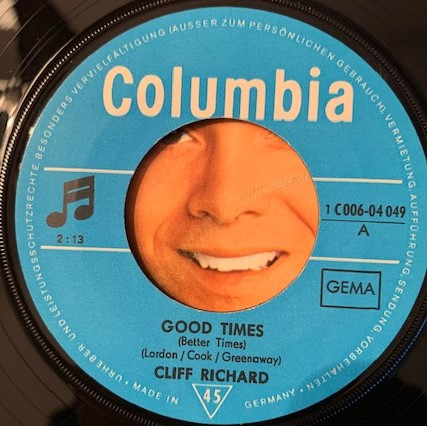 BESONDERS VERVIELFÄLTIGUNG (AUSSER ZUM PERSÖNLICHEN GEBRAUCH), VERMIETUNG, AUFFÜHRUNG, SENDUNG VORBEHALTEN
Columbia
2:13
1 C006-04 049
A
GEMA
GOOD TIMES
(Better Times)
(Lordon / Cook / Greenaway)
CLIFF RICHARD
45
URHEBER- UND LEISTUNGSSCHUTZRECHTE,
MADE IN GERMANY